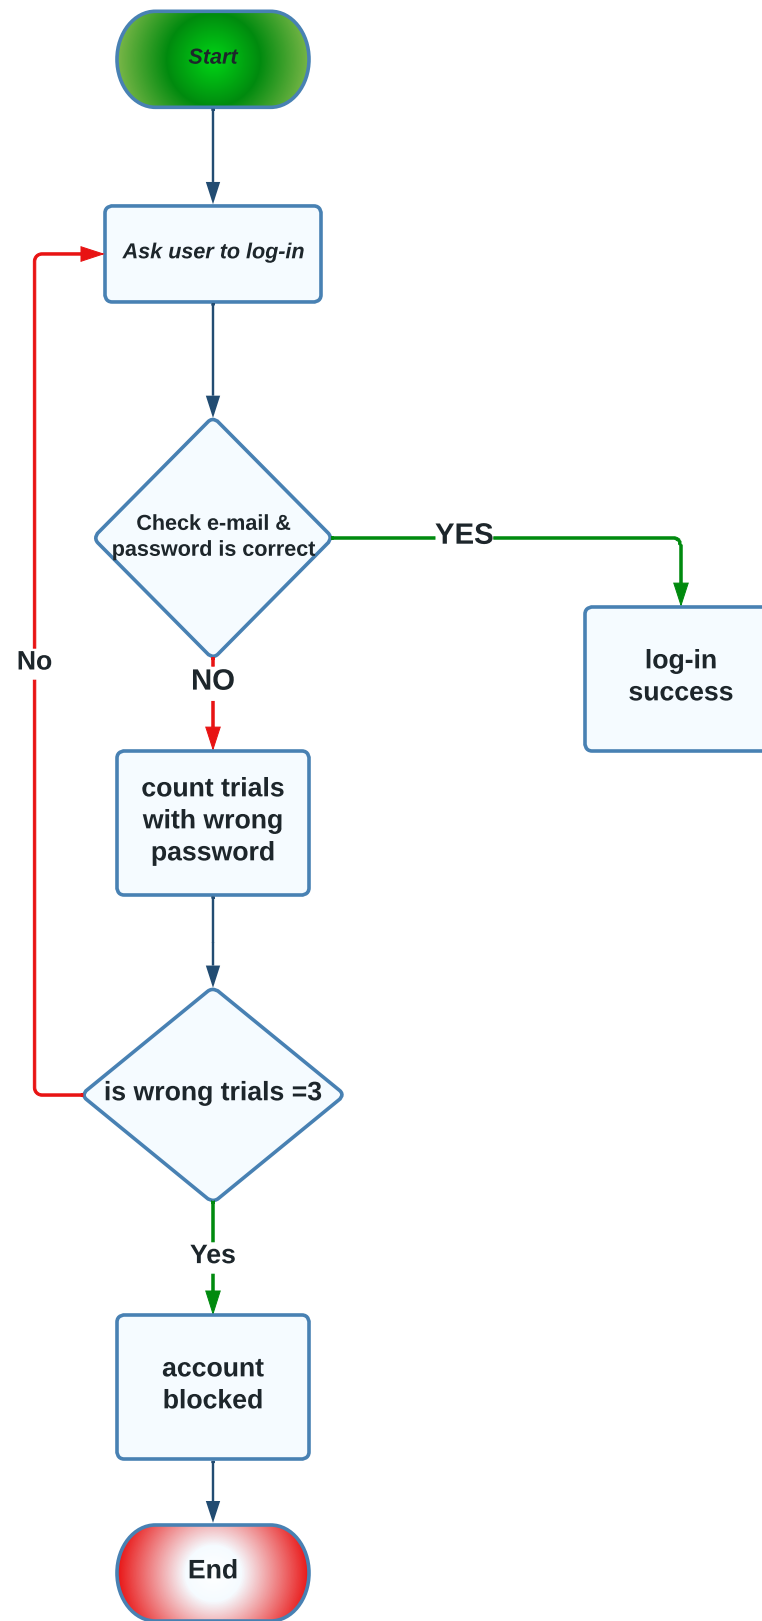 Start
Ask user to log-in
Check e-mail &
password is correct
YES
log-in
success
No
NO
count trials
with wrong
password
is wrong trials =3
Yes
account
blocked
End